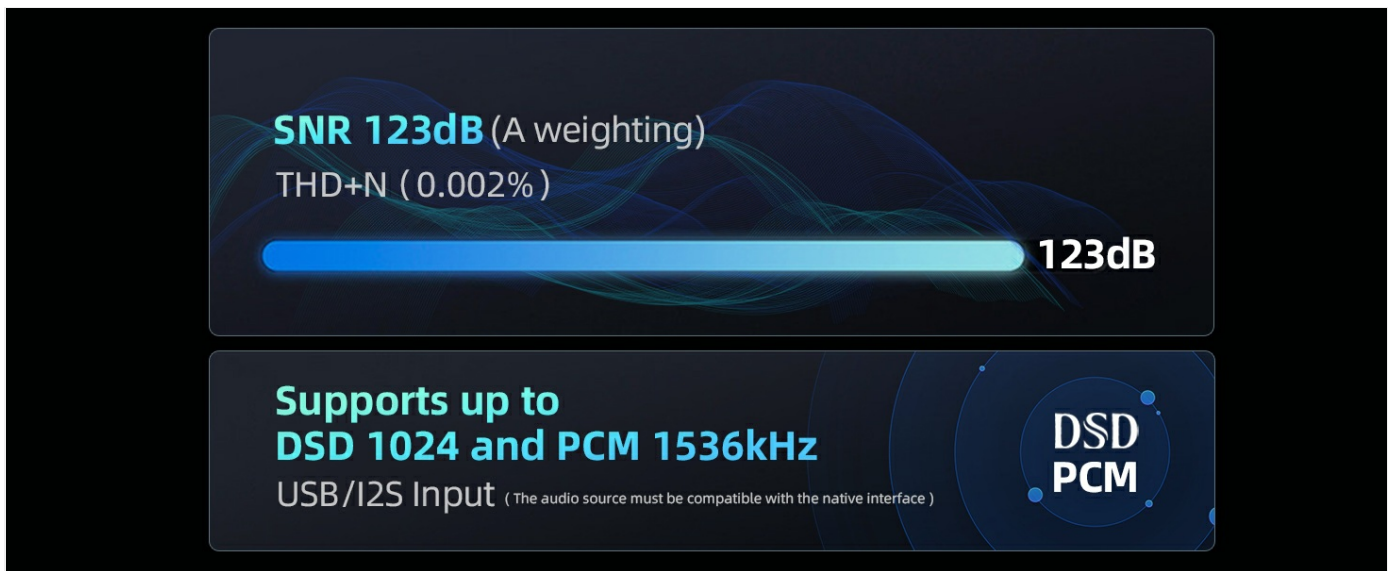 SNR 123dB (A weighting)
THD+N ( 0.002% )
123dB
Supports up to
DSD 1024 and PCM 1536kHz
USB/I2S Input ( The audio source must be compatible with the native interface )
DSD
PCM